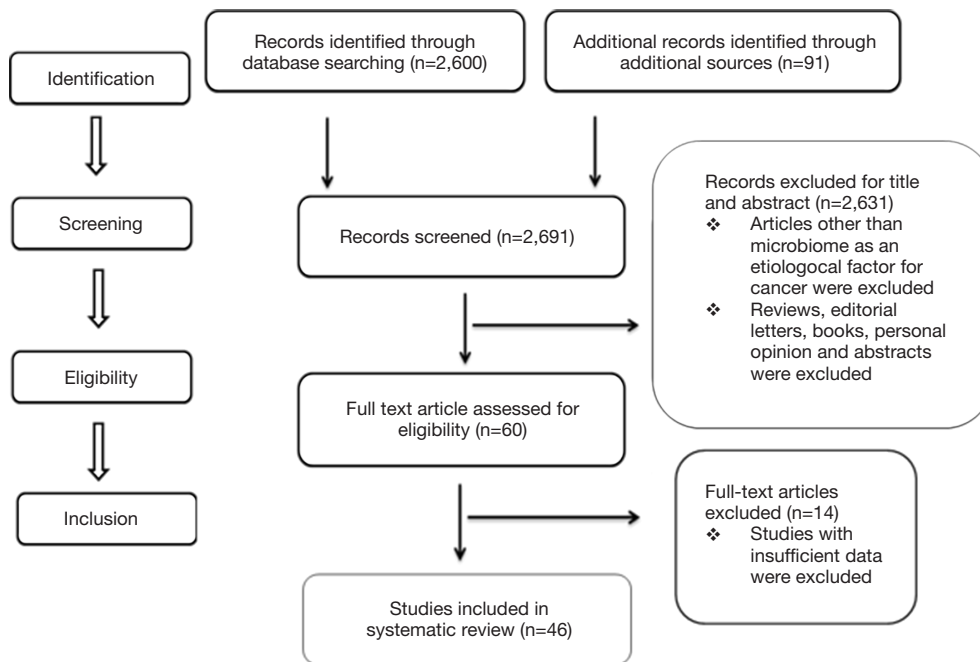 Identification
Screening
Eligibility
Inclusion
Records identified through
database searching (n=2,600)
Additional records identified through
additional sources (n=91)
Records screened (n=2,691)
Records excluded for title
and abstract (n=2,631)
❖ Articles other than
microbiome as an
etiologocal factor for
cancer were excluded
❖ Reviews, editorial
letters, books, personal
opinion and abstracts
were excluded
Full text article assessed for
eligibility (n=60)
Full-text articles
excluded (n=14)
❖ Studies with
insufficient data
were excluded
Studies included in
systematic review (n=46)